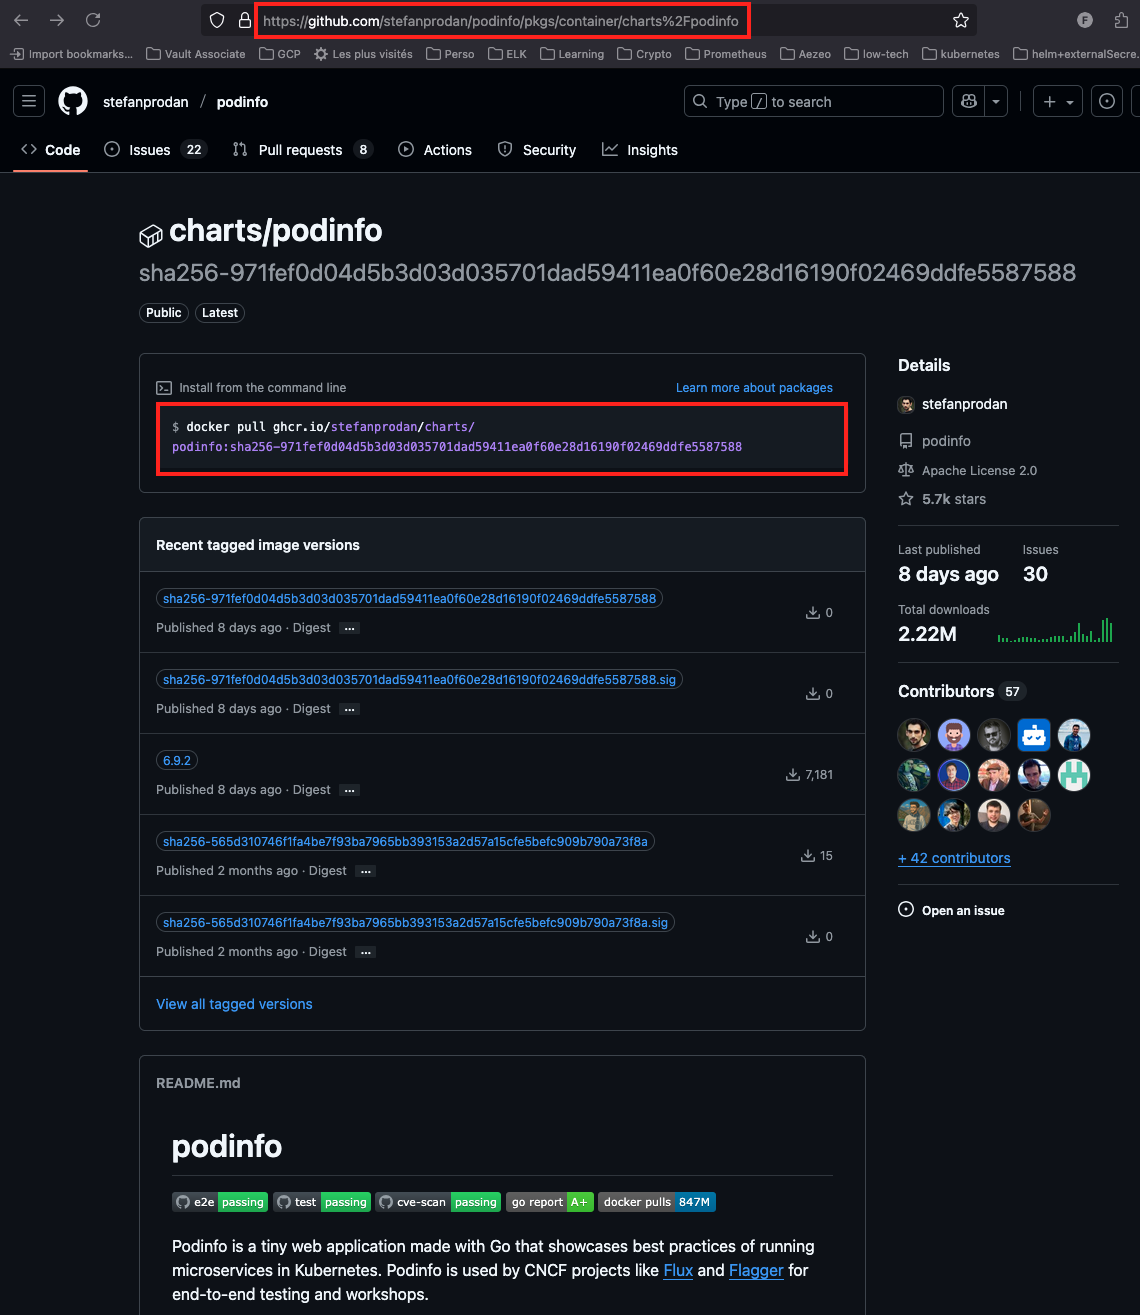 https://github.com/stefanprodan/podinfo/pkgs/container/charts%2Fpodinfo
F
Import bookmarks... Vault Associate GCP Les plus visités Perso ELK Learning Crypto Prometheus Aezeo low-tech kubernetes helm+externalSecre.
stefanprodan / podinfo
Type / to search
Code Issues 22 Pull requests 8 Actions Security Insights
charts/podinfo
sha256-971fef0d04d5b3d03d035701dad59411ea0f60e28d16190f02469ddfe5587588
Public Latest
Install from the command line
Learn more about packages
$ docker pull ghcr.io/stefanprodan/charts/
podinfo:sha256-971fef0d04d5b3d03d035701dad59411ea0f60e28d16190f02469ddfe5587588
Recent tagged image versions
sha256-971fef0d04d5b3d03d035701dad59411ea0f60e28d16190f02469ddfe5587588
Published 8 days ago · Digest ...
0
sha256-971fef0d04d5b3d03d035701dad59411ea0f60e28d16190f02469ddfe5587588.sig
Published 8 days ago · Digest ...
0
6.9.2
Published 8 days ago · Digest ...
7,181
sha256-565d310746f1fa4be7f93ba7965bb393153a2d57a15cfe5befc909b790a73f8a
Published 2 months ago · Digest ...
15
sha256-565d310746f1fa4be7f93ba7965bb393153a2d57a15cfe5befc909b790a73f8a.sig
Published 2 months ago · Digest ...
0
View all tagged versions
Details
stefanprodan
podinfo
Apache License 2.0
5.7k stars
Last published Issues
8 days ago 30
Total downloads
2.22M
Contributors 57
+ 42 contributors
Open an issue
README.md
podinfo
e2e passing test passing cve-scan passing go report A+ docker pulls 847M
Podinfo is a tiny web application made with Go that showcases best practices of running
microservices in Kubernetes. Podinfo is used by CNCF projects like Flux and Flagger for
end-to-end testing and workshops.